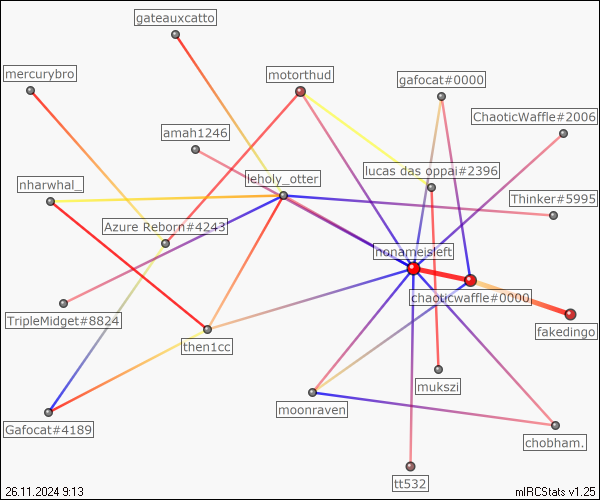 gateauxcatto
mercurybro
motorthud
gafocat#0000
ChaoticWaffle#2006
amah1246
lucas das oppai#2396
leholy_otter
nharwhal_
Thinker#5995
Azure Reborn#4243
honameisleft
chaoticwaffle#0000
TripleMidget#8824
fakedingo
then1cc
mukszi
moonraven
Gafocat#4189
chobham.
tt532
26.11.2024 9:13
mIRCStats v1.25